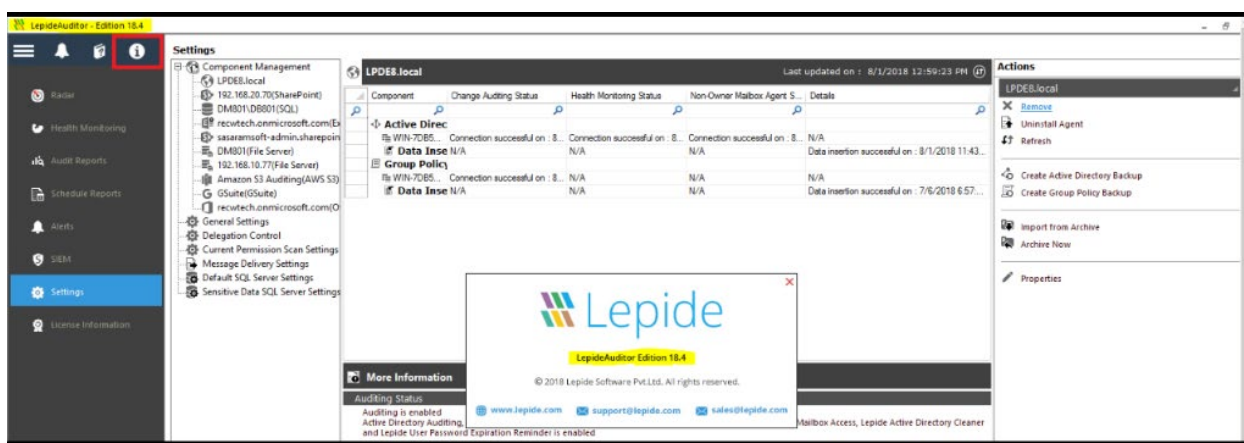 LepideAuditor - Edition 18.4
Settings
Actions
Radar
Health Monitoring
Audit Reports
Schedule Reports
Alerts
SIEM
Settings
License Information
Component Management
LPDE8.local
192.168.20.70(SharePoint)
DM801\DB801(SQL)
recwtech.onmicrosoft.com(Ex
sasaramsoft-admin.sharepoin
DM801(File Server)
192.168.10.77(File Server)
Amazon S3 Auditing(AWS S3)
GSuite(GSuite)
recwtech.onmicrosoft.com(O
General Settings
Delegation Control
Current Permission Scan Settings
Message Delivery Settings
Default SQL Server Settings
Sensitive Data SQL Server Settings
LPDE8.local Last updated on : 8/1/2018 12:59:23 PM
Component Change Auditing Status Health Monitoring Status Non-Owner Mailbox Agent S... Details
Active Direc
WIN-7DB5... Connection successful on : 8... Connection successful on : 8... Connection successful on : 8... N/A
Data Inse N/A N/A N/A Data insertion successful on : 8/1/2018 11:43...
Group Policy
WIN-7DB5... Connection successful on : 8... N/A N/A N/A
Data Inse N/A N/A N/A Data insertion successful on : 7/6/2018 6:57:...
LPDE8.local
Remove
Uninstall Agent
Refresh
Create Active Directory Backup
Create Group Policy Backup
Import from Archive
Archive Now
Properties
Lepide
LepideAuditor Edition 18.4
© 2018 Lepide Software Pvt.Ltd. All rights reserved.
www.lepide.com support@lepide.com sales@lepide.com
More Information
Auditing Status
Auditing is enabled
Active Directory Auditing, Mailbox Access, Lepide Active Directory Cleaner
and Lepide User Password Expiration Reminder is enabled